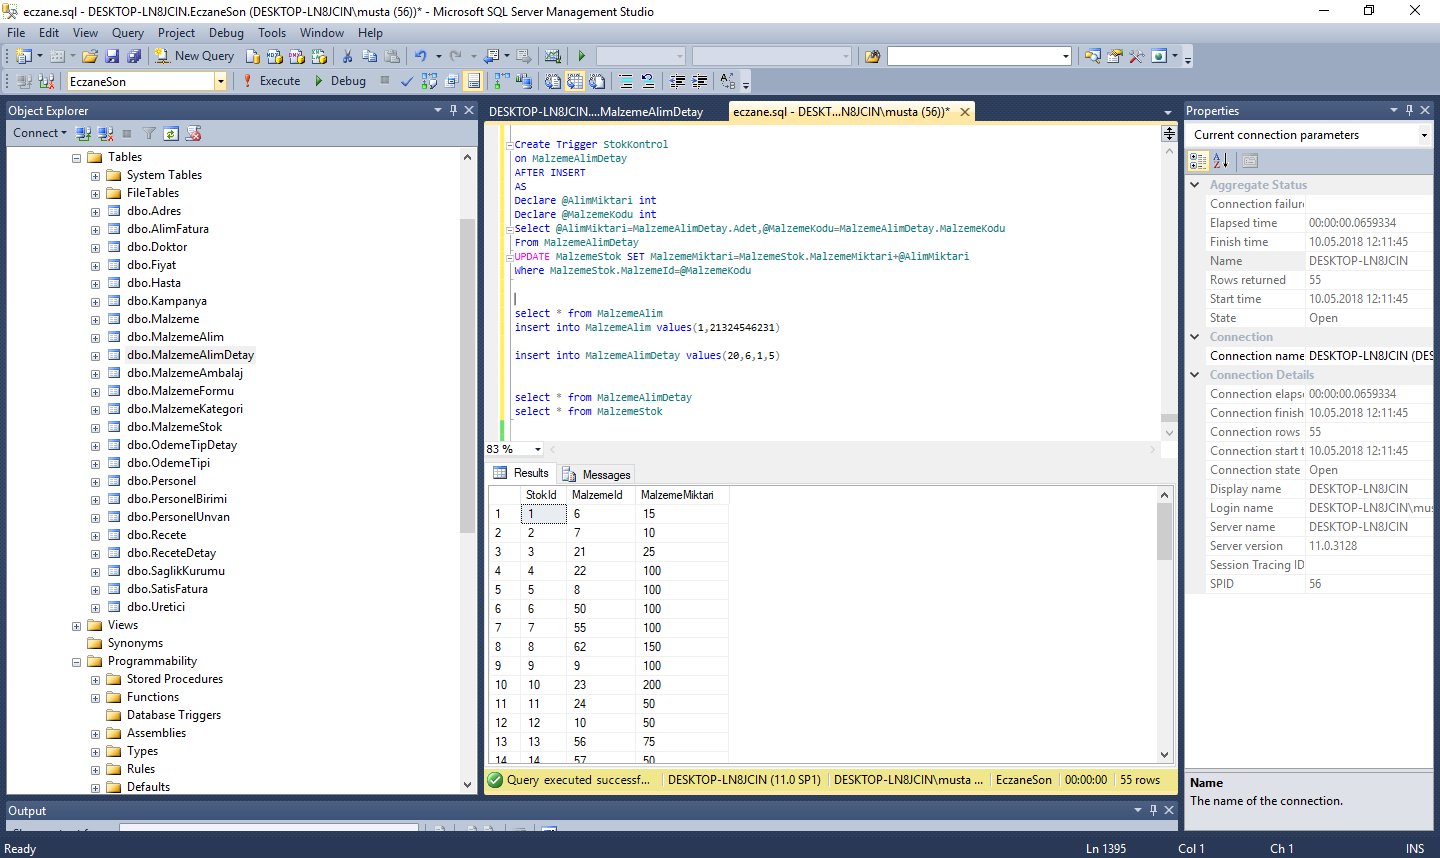 eczane.sql - DESKTOP-LN8JCIN.EczaneSon (DESKTOP-LN8JCIN\musta (56))* - Microsoft SQL Server Management Studio
File Edit View Query Project Debug Tools Window Help
New Query
EczaneSon Execute Debug
Object Explorer
Connect
Tables
System Tables
FileTables
dbo.Adres
dbo.AlimFatura
dbo.Doktor
dbo.Fiyat
dbo.Hasta
dbo.Kampanya
dbo.Malzeme
dbo.MalzemeAlim
dbo.MalzemeAlimDetay
dbo.MalzemeAmbalaj
dbo.MalzemeFormu
dbo.MalzemeKategori
dbo.MalzemeStok
dbo.OdemeTipDetay
dbo.OdemeTipi
dbo.Personel
dbo.PersonelBirimi
dbo.PersonelUnvan
dbo.Recete
dbo.ReceteDetay
dbo.SaglikKurumu
dbo.SatisFatura
dbo.Uretici
Views
Synonyms
Programmability
Stored Procedures
Functions
Database Triggers
Assemblies
Types
Rules
Defaults
DESKTOP-LN8JCIN....MalzemeAlimDetay eczane.sql - DESKT...N8JCIN\musta (56))*
Create Trigger StokKontrol
on MalzemeAlimDetay
AFTER INSERT
AS
Declare @AlimMiktari int
Declare @MalzemeKodu int
Select @AlimMiktari=MalzemeAlimDetay.Adet,@MalzemeKodu=MalzemeAlimDetay.MalzemeKodu
From MalzemeAlimDetay
UPDATE MalzemeStok SET MalzemeMiktari=MalzemeStok.MalzemeMiktari+@AlimMiktari
Where MalzemeStok.MalzemeId=@MalzemeKodu
select * from MalzemeAlim
insert into MalzemeAlim values(1,21324546231)
insert into MalzemeAlimDetay values(20,6,1,5)
select * from MalzemeAlimDetay
select * from MalzemeStok
83 %
Results Messages
StokId MalzemeId MalzemeMiktari
1 1 6 15
2 2 7 10
3 3 21 25
4 4 22 100
5 5 8 100
6 6 50 100
7 7 55 100
8 8 62 150
9 9 9 100
10 10 23 200
11 11 24 50
12 12 10 50
13 13 56 75
14 14 57 50
Query executed successf... DESKTOP-LN8JCIN (11.0 SP1) DESKTOP-LN8JCIN\musta ... EczaneSon 00:00:00 55 rows
Properties
Current connection parameters
Aggregate Status
Connection failure
Elapsed time 00:00:00.0659334
Finish time 10.05.2018 12:11:45
Name DESKTOP-LN8JCIN
Rows returned 55
Start time 10.05.2018 12:11:45
State Open
Connection
Connection name DESKTOP-LN8JCIN (DES
Connection Details
Connection elaps 00:00:00.0659334
Connection finish 10.05.2018 12:11:45
Connection rows 55
Connection start t 10.05.2018 12:11:45
Connection state Open
Display name DESKTOP-LN8JCIN
Login name DESKTOP-LN8JCIN\mus
Server name DESKTOP-LN8JCIN
Server version 11.0.3128
Session Tracing ID
SPID 56
Name
The name of the connection.
Output
Ready Ln 1395 Col 1 Ch 1 INS